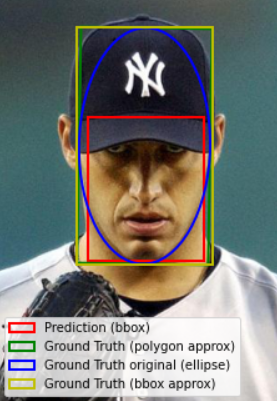 NY
Prediction (bbox)
Ground Truth (polygon approx)
Ground Truth original (ellipse)
Ground Truth (bbox approx)